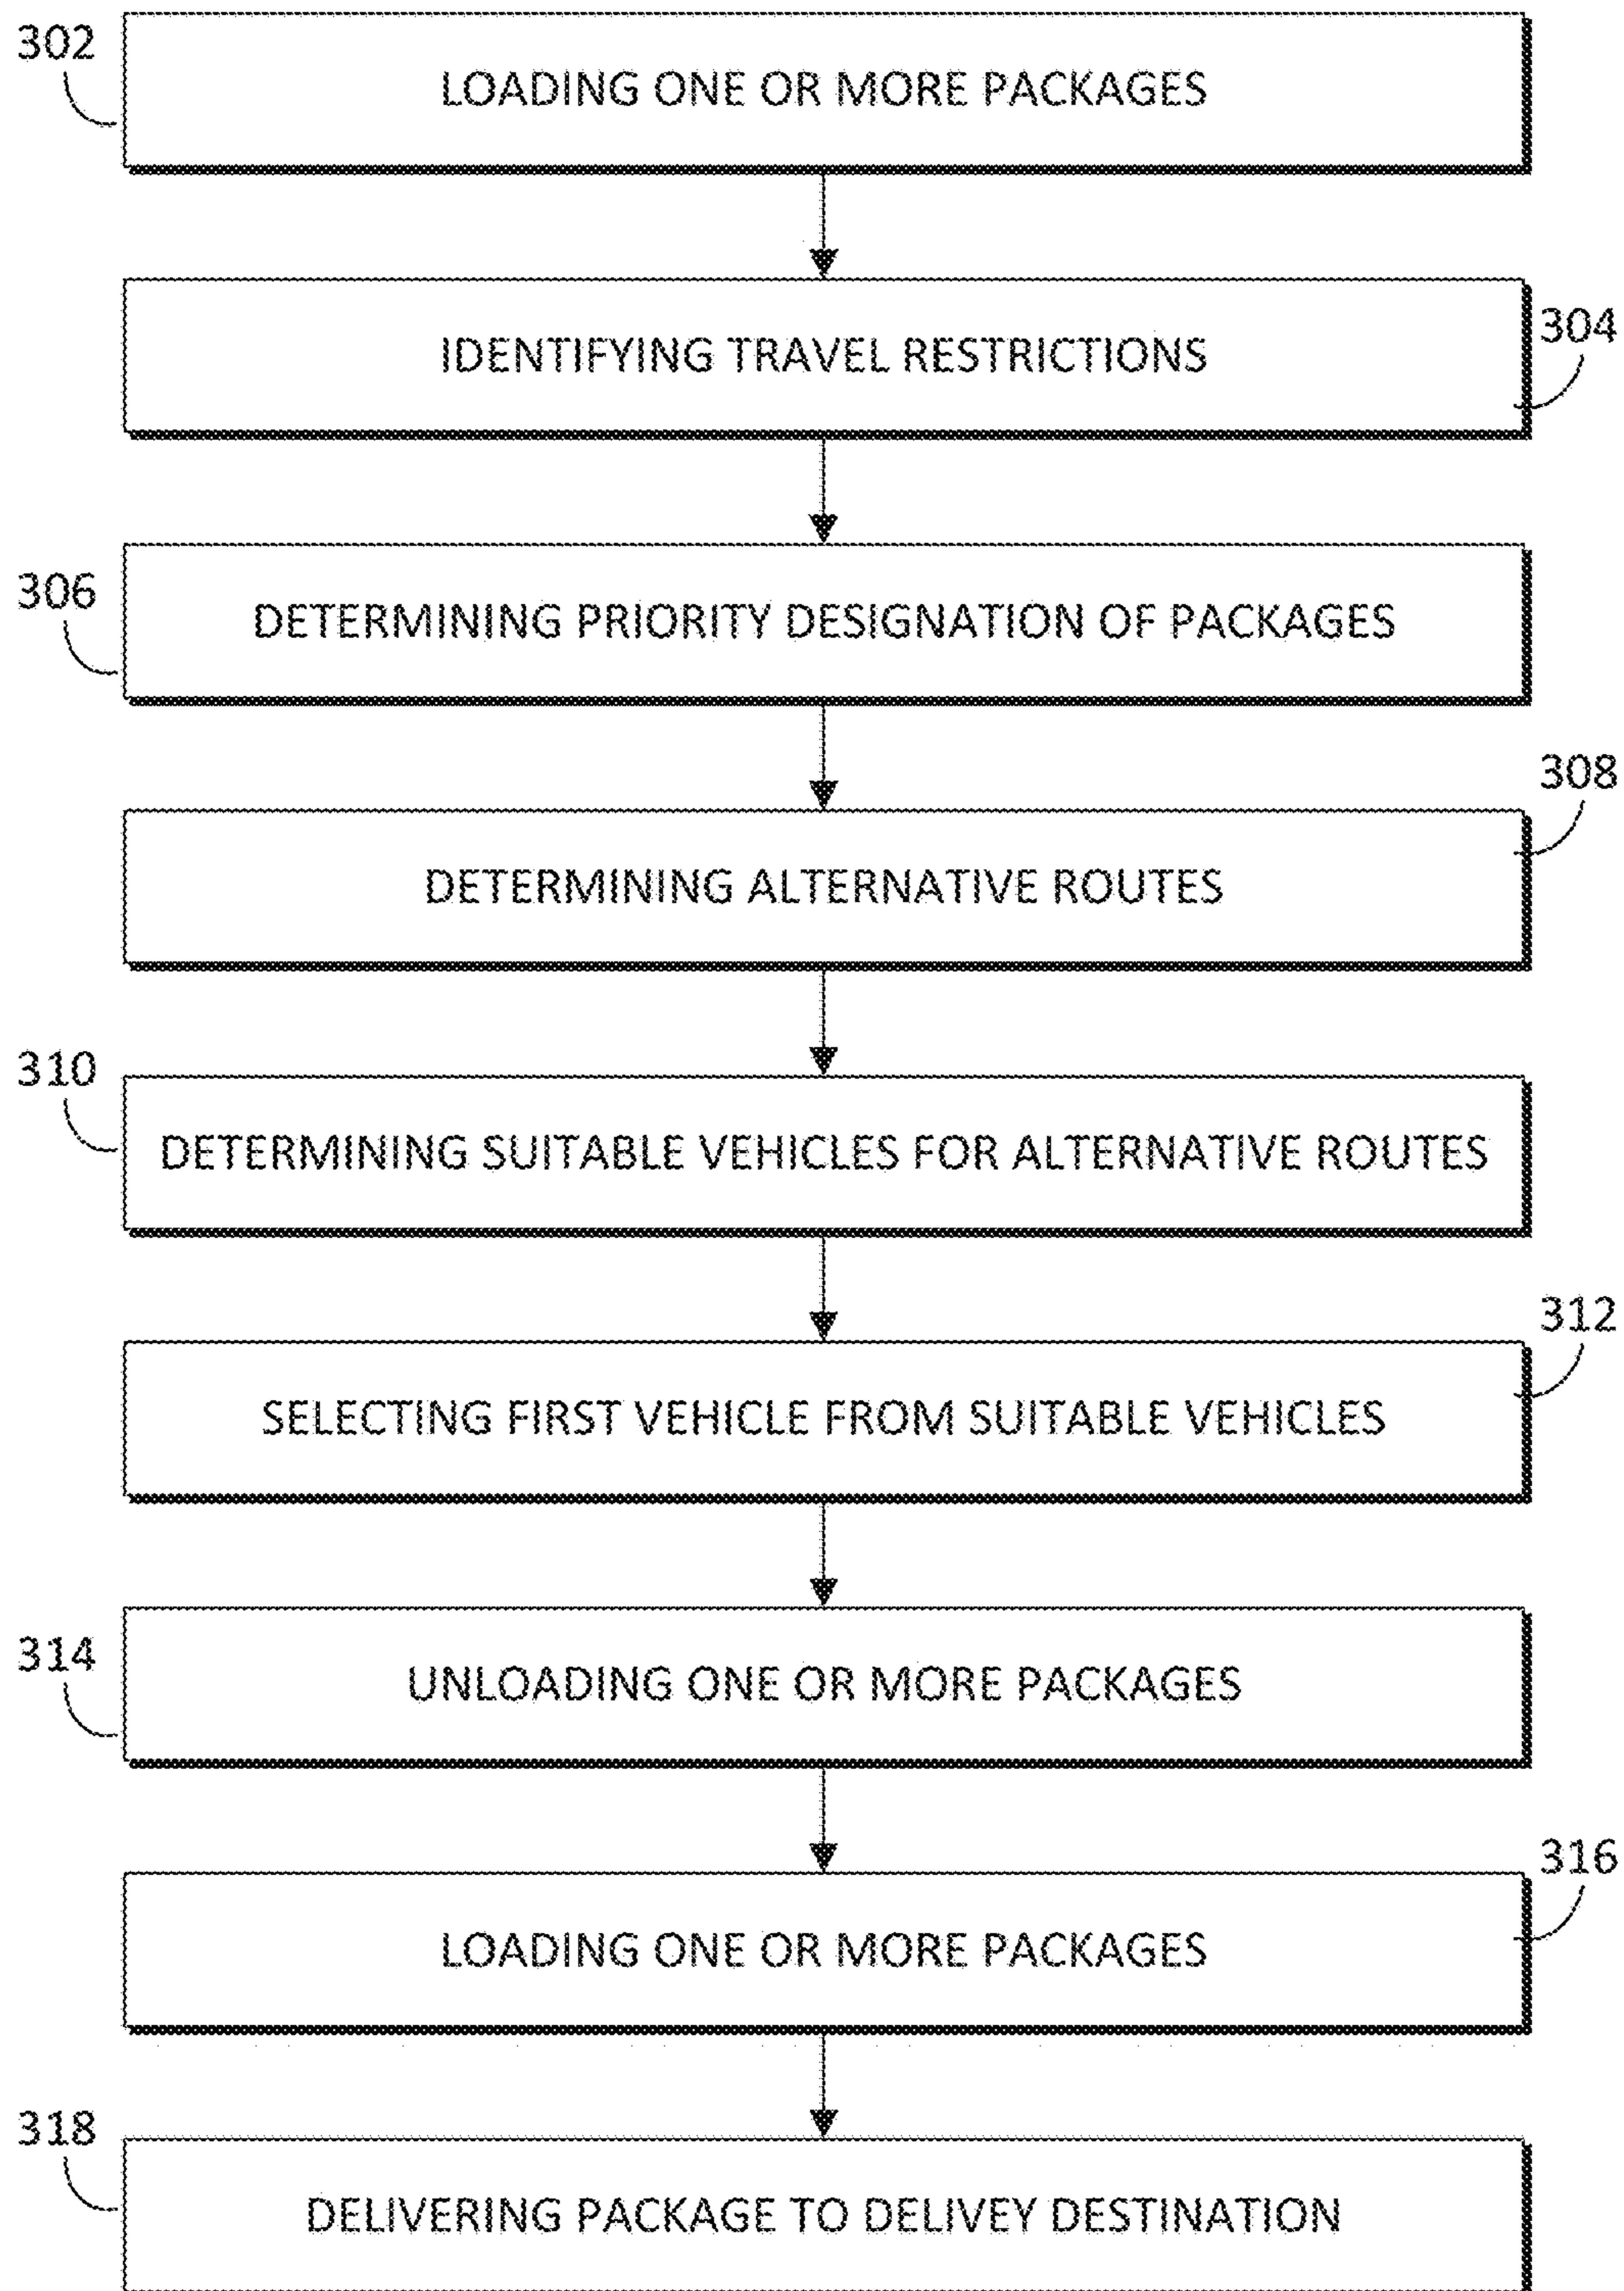 302
LOADING ONE OR MORE PACKAGES
IDENTIFYING TRAVEL RESTRICTIONS
304
306
DETERMINING PRIORITY DESIGNATION OF PACKAGES
308
DETERMINING ALTERNATIVE ROUTES
310
DETERMINING SUITABLE VEHICLES FOR ALTERNATIVE ROUTES
312
SELECTING FIRST VEHICLE FROM SUITABLE VEHICLES
314
UNLOADING ONE OR MORE PACKAGES
316
LOADING ONE OR MORE PACKAGES
318
DELIVERING PACKAGE TO DELIVEY DESTINATION